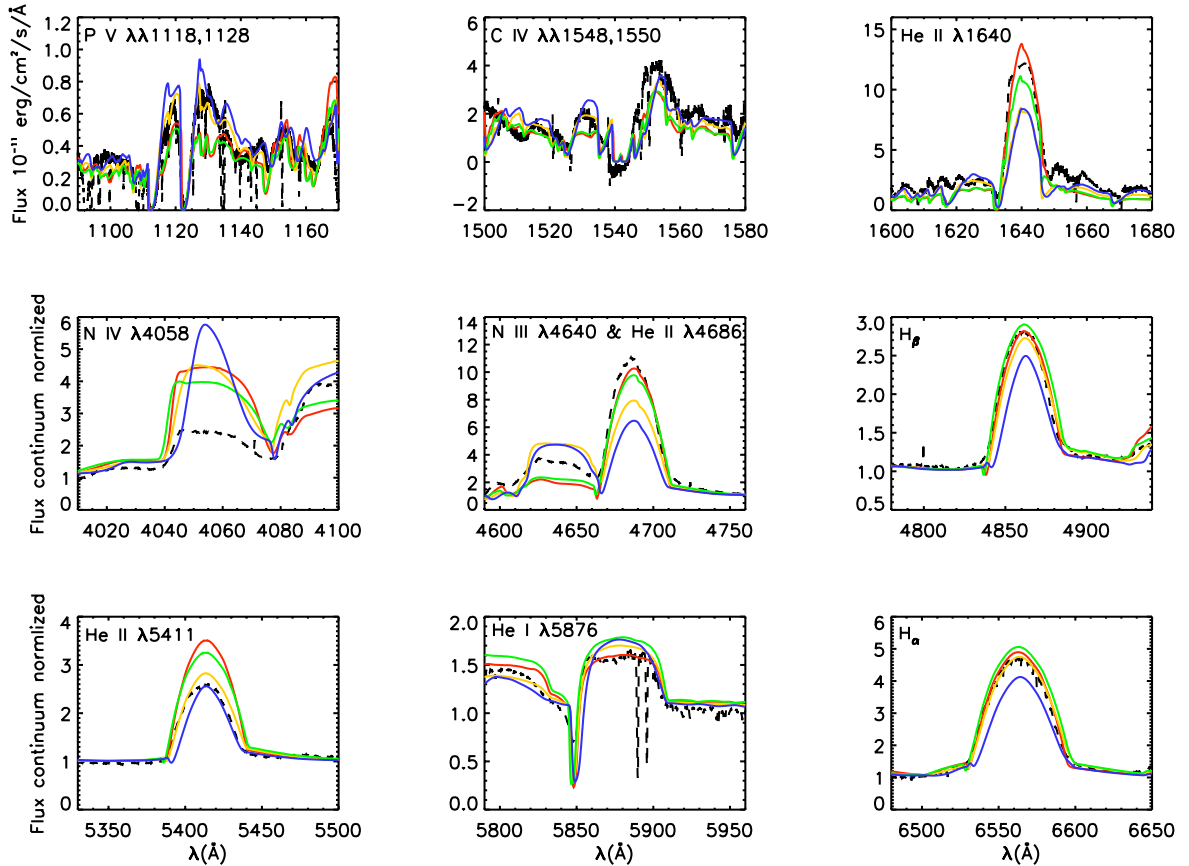 P V λλ1118,1128
C IV λλ1548,1550
He II λ1640
Flux 10⁻¹¹ erg/cm²/s/Å
1.2
1.0
0.8
0.6
0.4
0.2
0.0
6
4
2
0
−2
15
10
5
0
1100 1120 1140 1160
1500 1520 1540 1560 1580
1600 1620 1640 1660 1680
N IV λ4058
N III λ4640 & He II λ4686
Hβ
Flux continuum normlized
6
5
4
3
2
1
0
14
12
10
8
6
4
2
0
3.0
2.5
2.0
1.5
1.0
0.5
4020 4040 4060 4080 4100
4600 4650 4700 4750
4800 4850 4900
He II λ5411
He I λ5876
Hα
Flux continuum normlized
4
3
2
1
0
2.0
1.5
1.0
0.5
0.0
6
5
4
3
2
1
0
5350 5400 5450 5500
5800 5850 5900 5950
6500 6550 6600 6650
λ(Å)
λ(Å)
λ(Å)